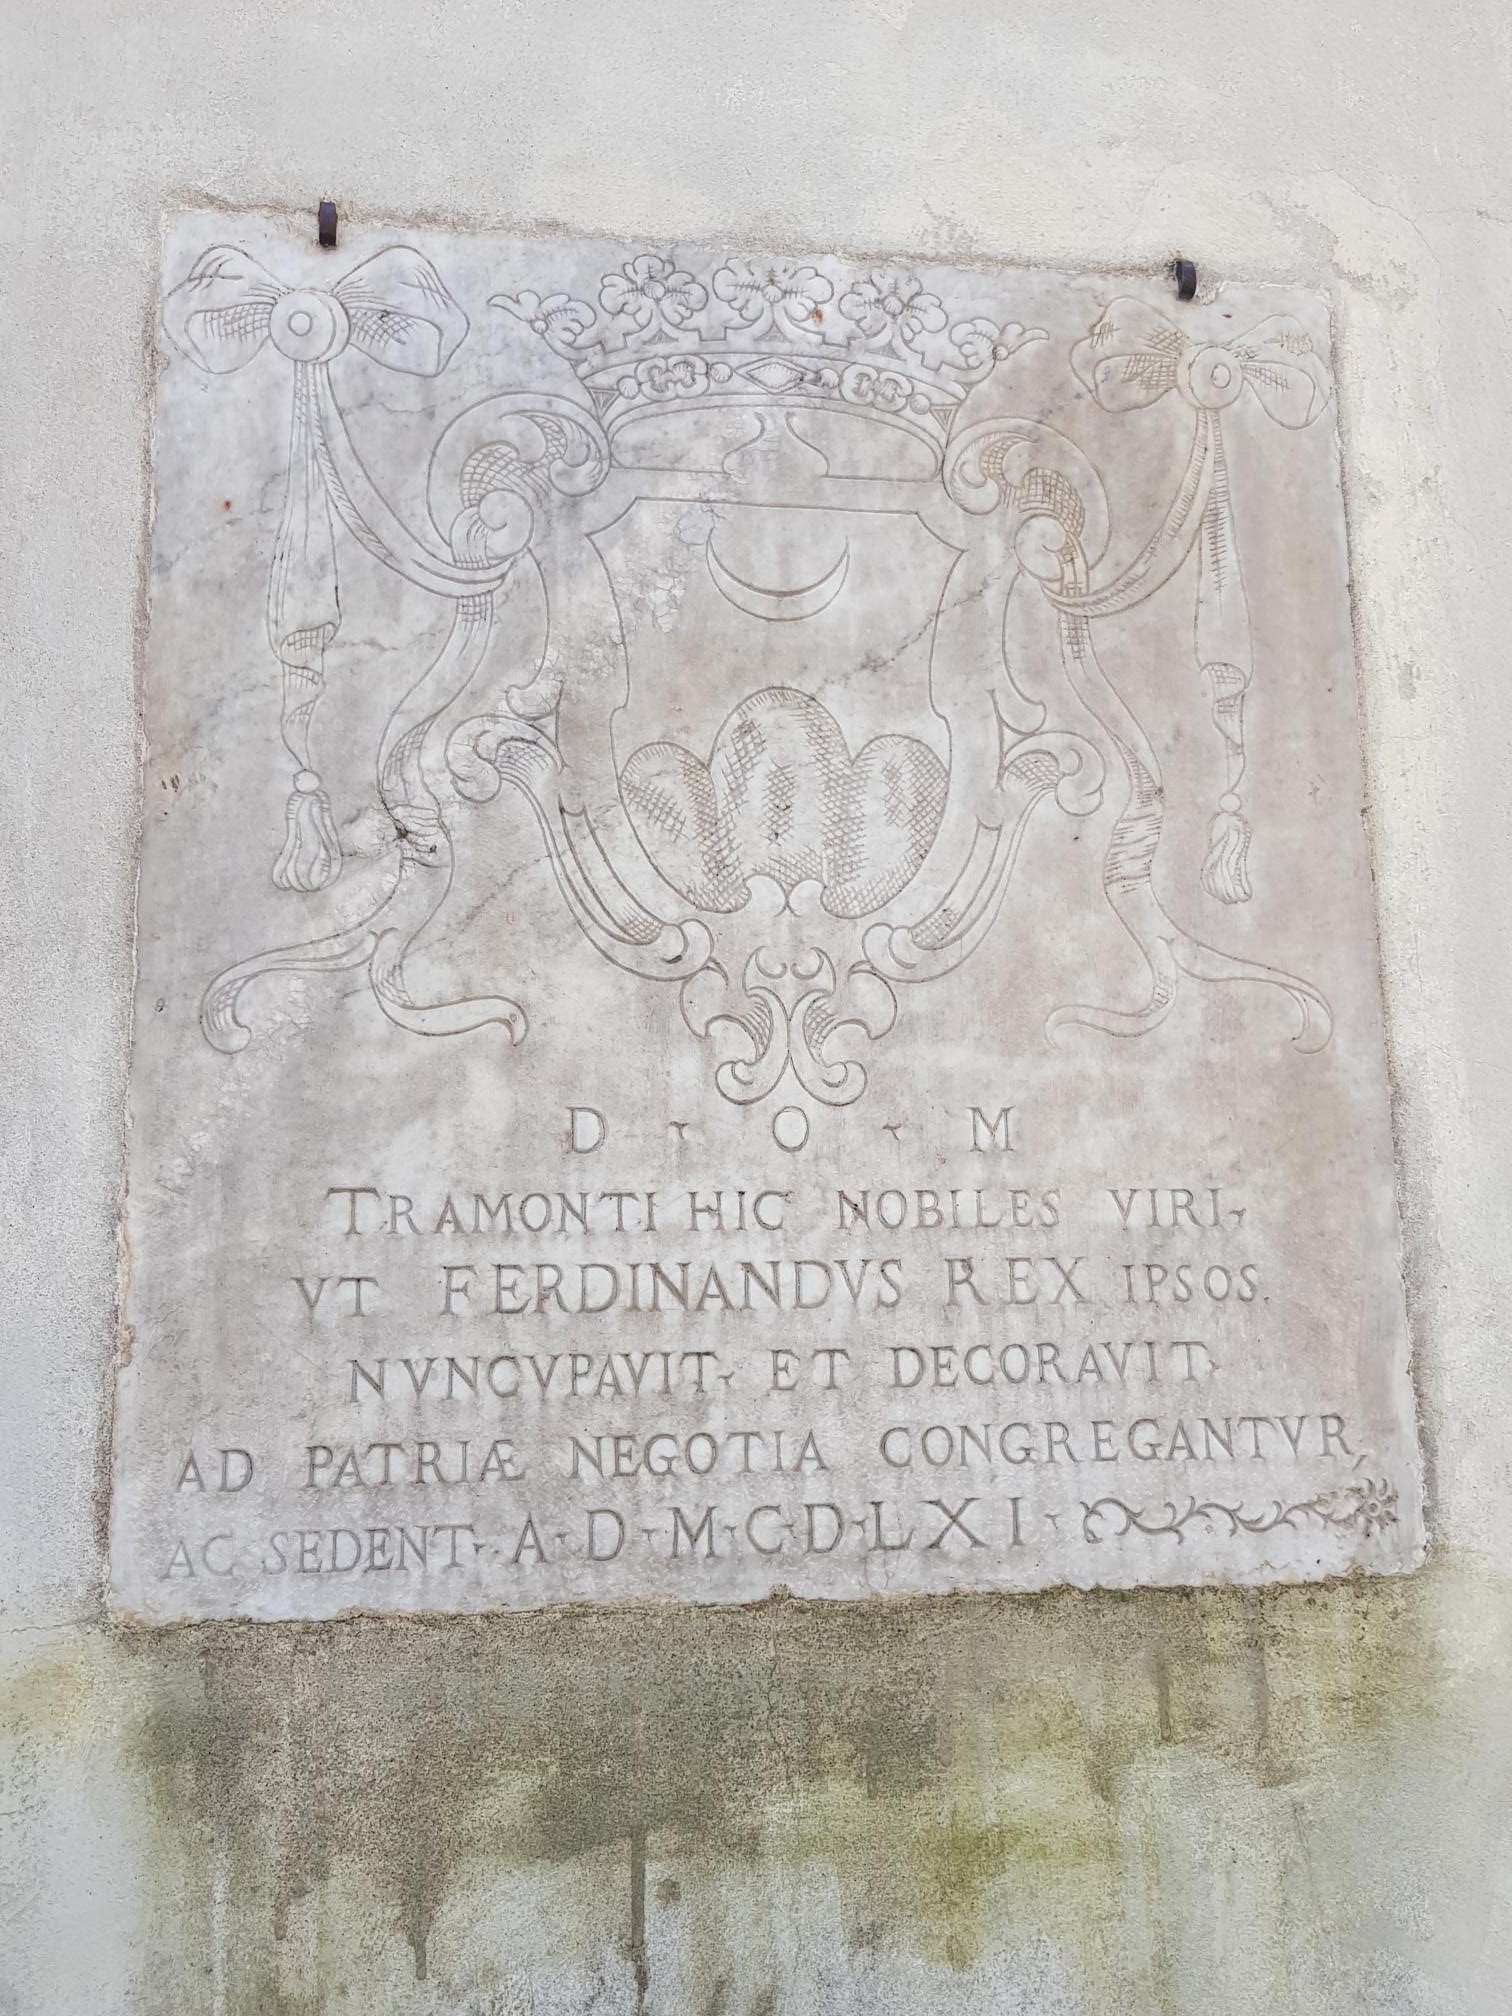 D · O · M
TRAMONTI HIC NOBILES VIRI·
VT FERDINANDVS REX IPSOS.
NVNCVPAVIT· ET DECORAVIT·
AD PATRIÆ NEGOTIA CONGREGANTVR,
AC SEDENT· A·D·M·C·D·L X I·